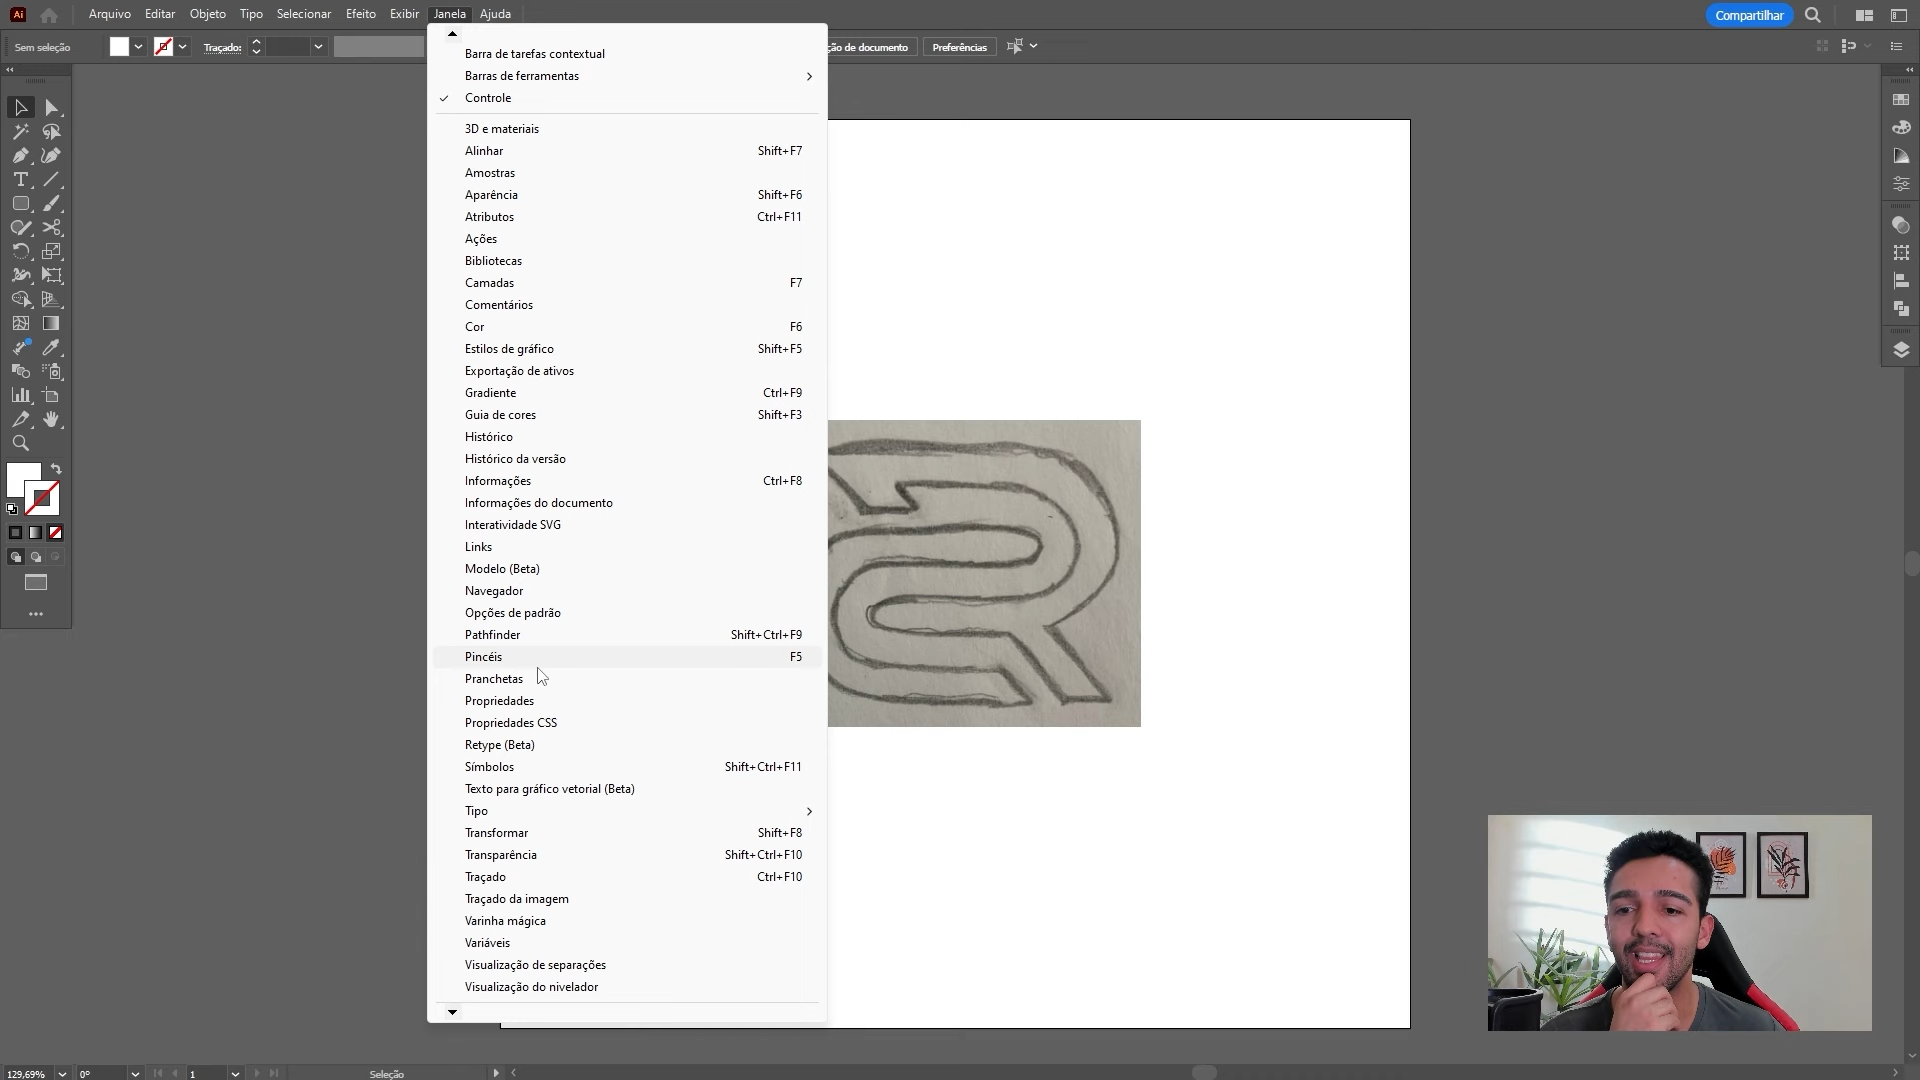 Ai Arquivo Editar Objeto Tipo Selecionar Efeito Exibir Janela Ajuda Compartilhar
Sem seleção Traçado: ção de documento Preferências
Barra de tarefas contextual
Barras de ferramentas
Controle
3D e materiais
Alinhar Shift+F7
Amostras
Aparência Shift+F6
Atributos Ctrl+F11
Ações
Bibliotecas
Camadas F7
Comentários
Cor F6
Estilos de gráfico Shift+F5
Exportação de ativos
Gradiente Ctrl+F9
Guia de cores Shift+F3
Histórico
Histórico da versão
Informações Ctrl+F8
Informações do documento
Interatividade SVG
Links
Modelo (Beta)
Navegador
Opções de padrão
Pathfinder Shift+Ctrl+F9
Pincéis F5
Pranchetas
Propriedades
Propriedades CSS
Retype (Beta)
Símbolos Shift+Ctrl+F11
Texto para gráfico vetorial (Beta)
Tipo
Transformar Shift+F8
Transparência Shift+Ctrl+F10
Traçado Ctrl+F10
Traçado da imagem
Varinha mágica
Variáveis
Visualização de separações
Visualização do nivelador
129,69% 0° 1 Seleção